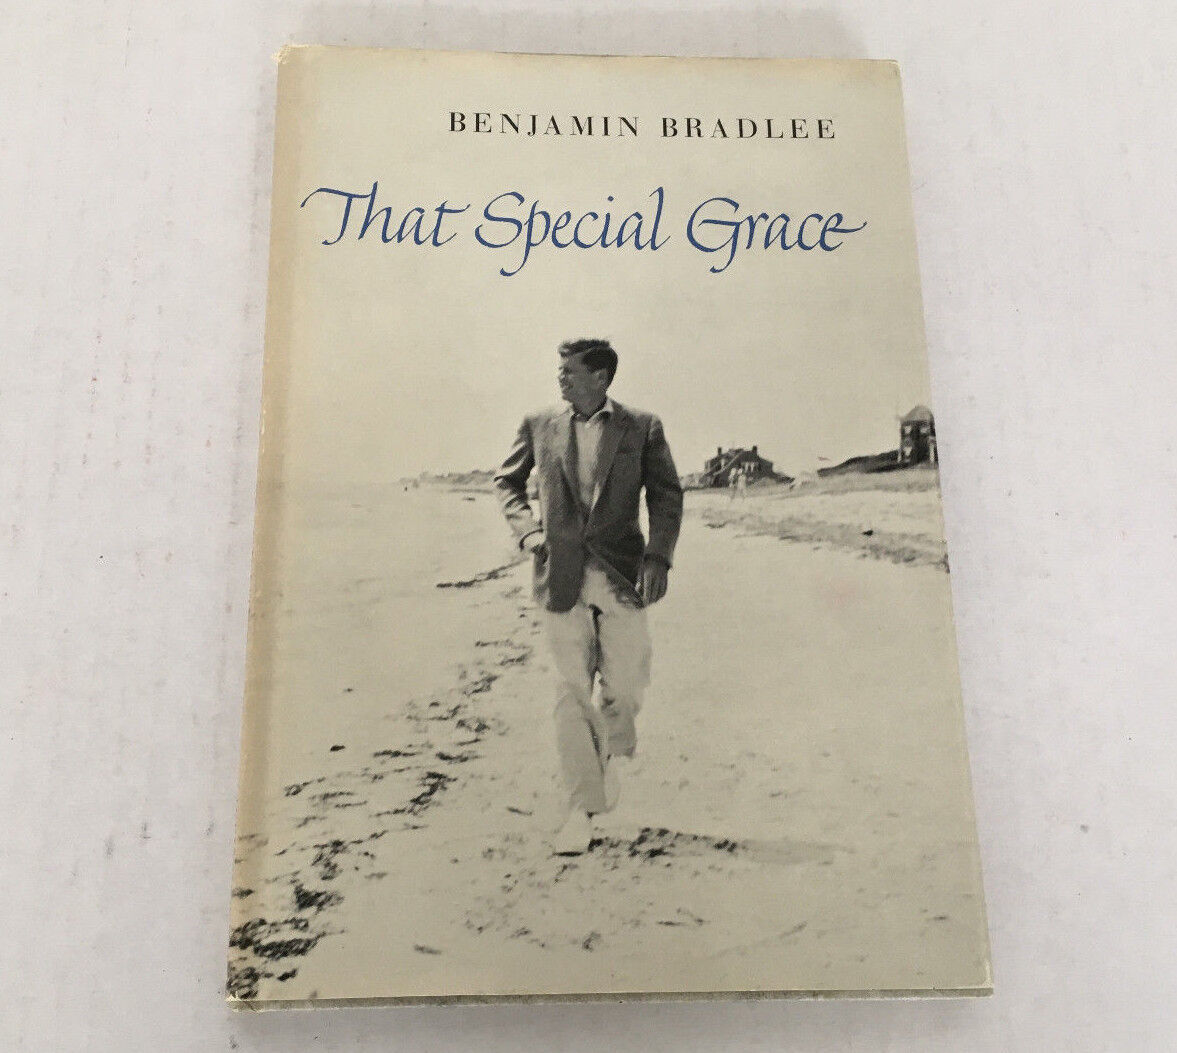 BENJAMIN BRADLEE
That Special Grace